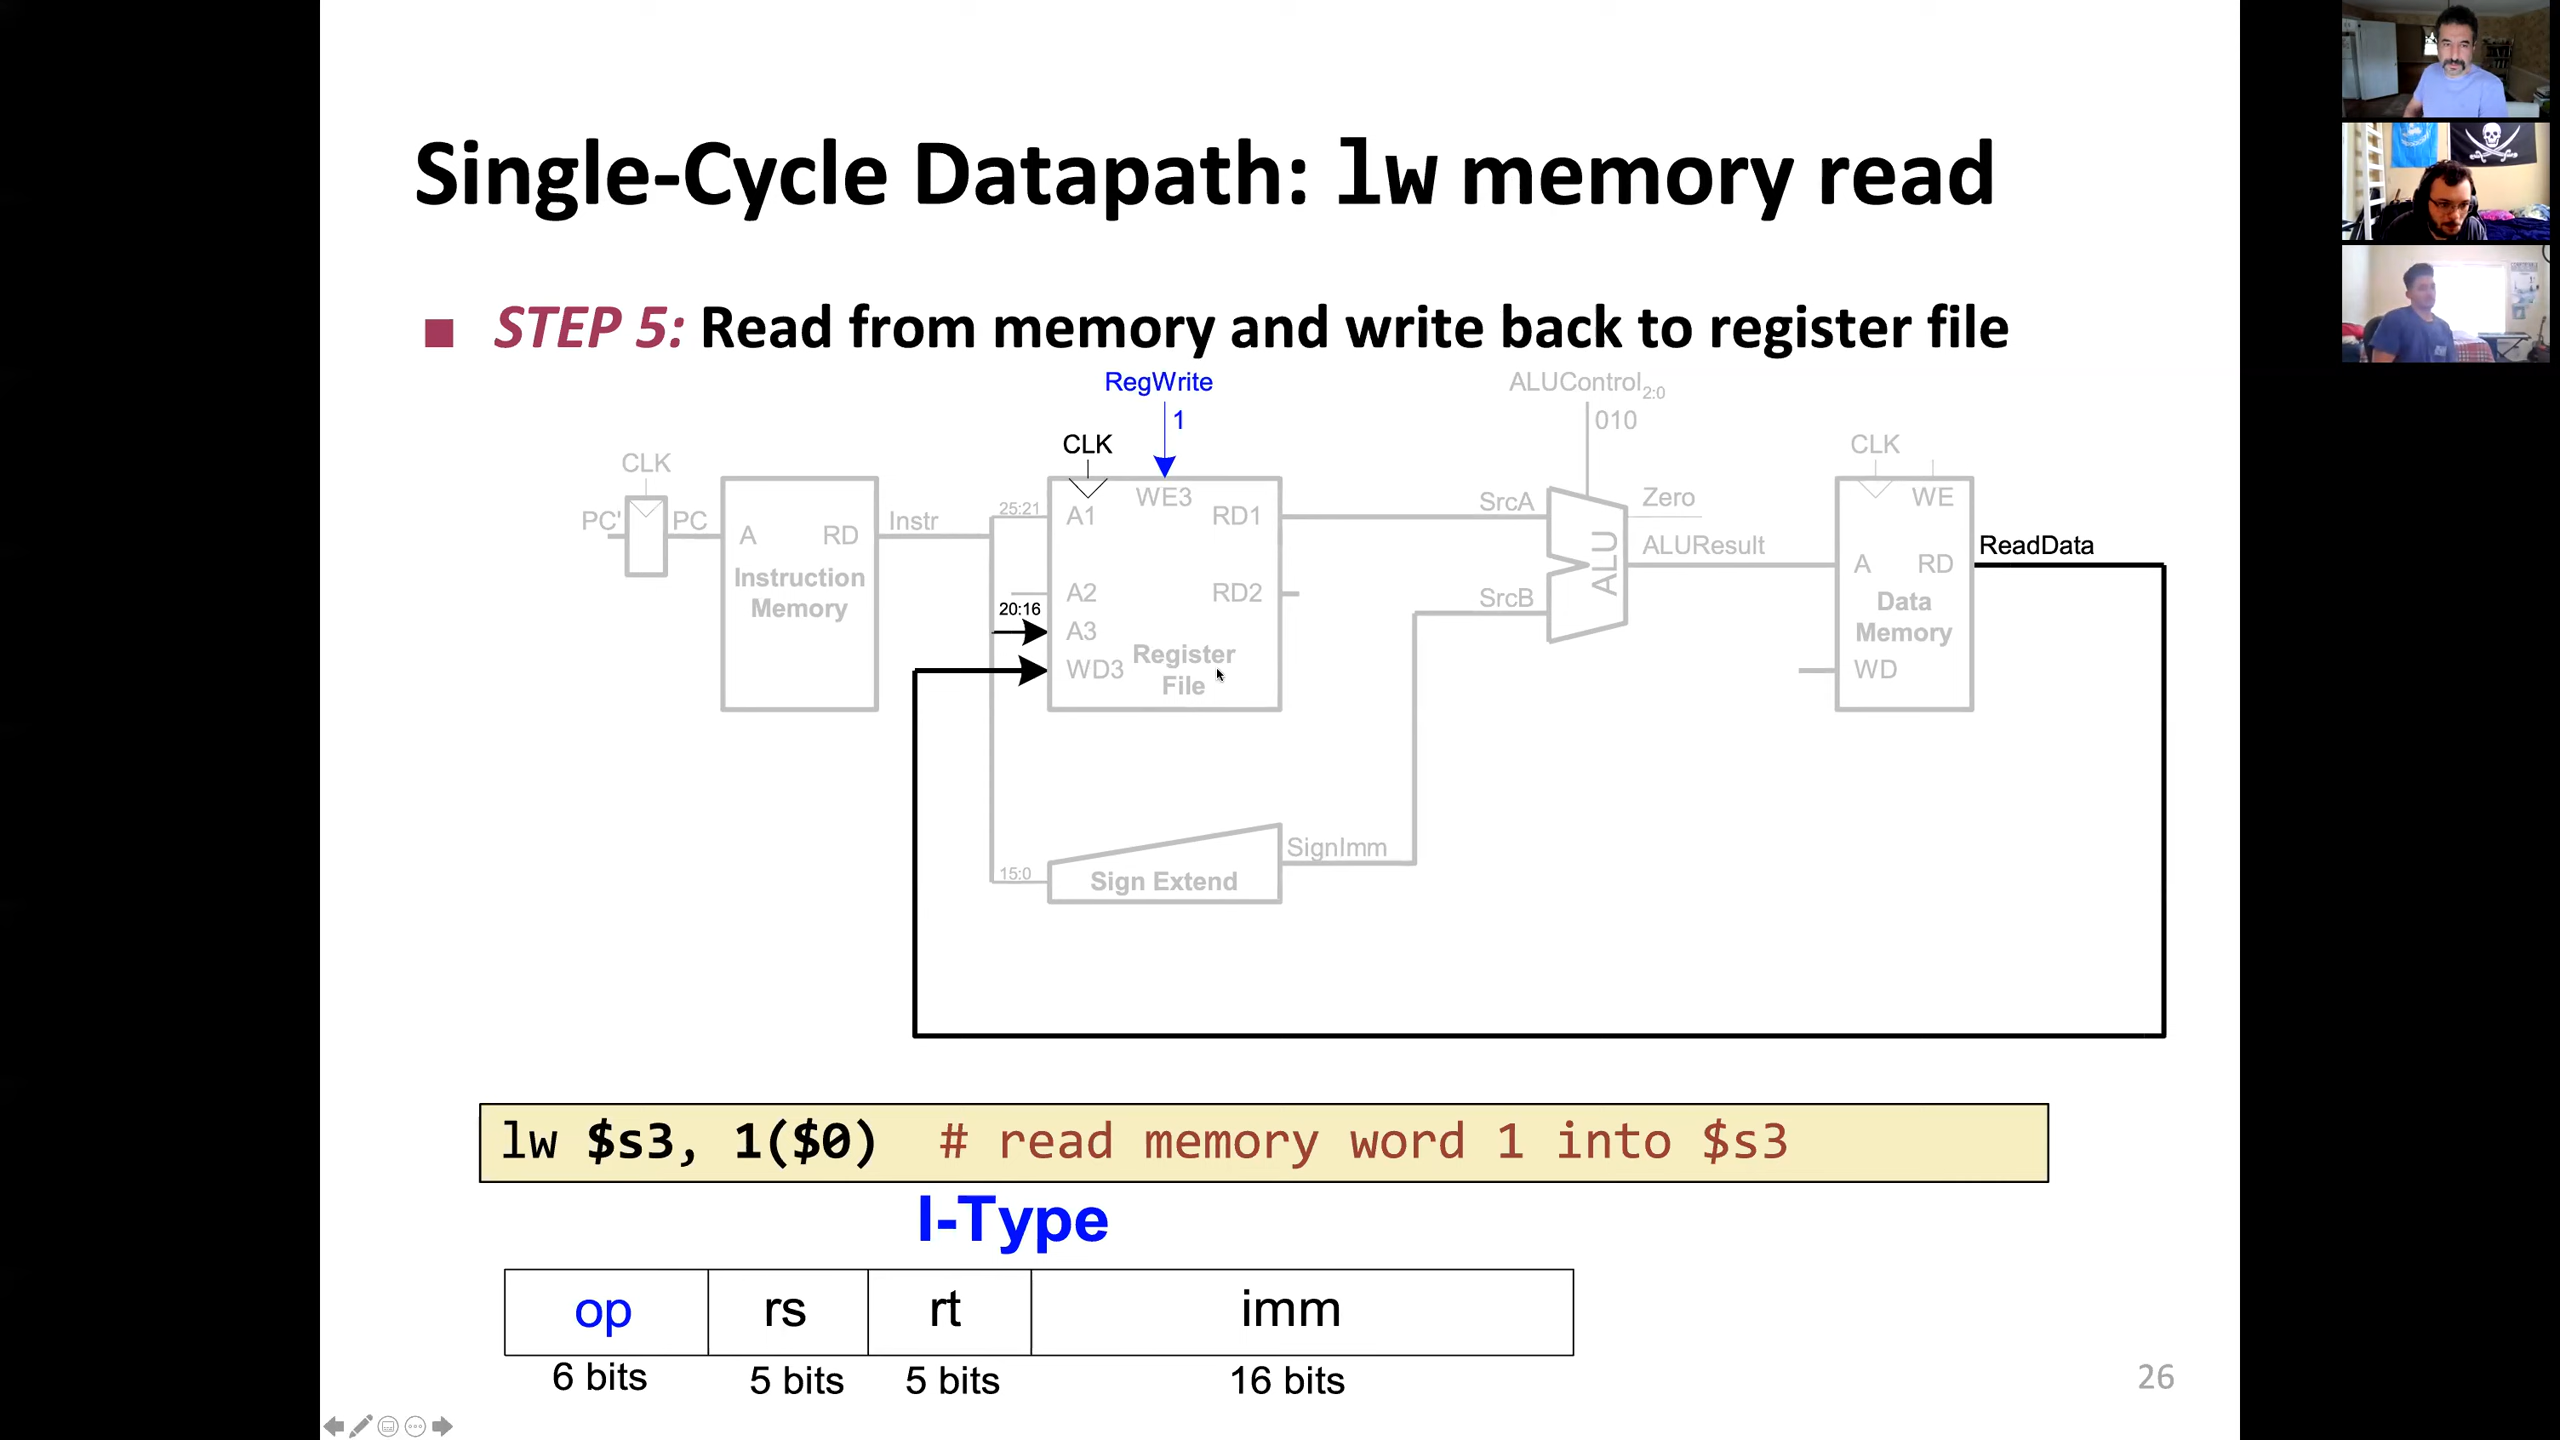 Single-Cycle Datapath: lw memory read
■ STEP 5: Read from memory and write back to register file
RegWrite
ALUControl2:0
1
010
CLK
CLK
CLK
PC'
PC
A
RD
Instruction
Memory
Instr
25:21
20:16
15:0
A1
A2
A3
WD3
WE3
RD1
RD2
Register
File
Sign Extend
SignImm
SrcA
SrcB
ALU
Zero
ALUResult
A
RD
WE
Data
Memory
WD
ReadData
lw $s3, 1($0)  # read memory word 1 into $s3
I-Type
op rs rt imm
6 bits 5 bits 5 bits 16 bits
26